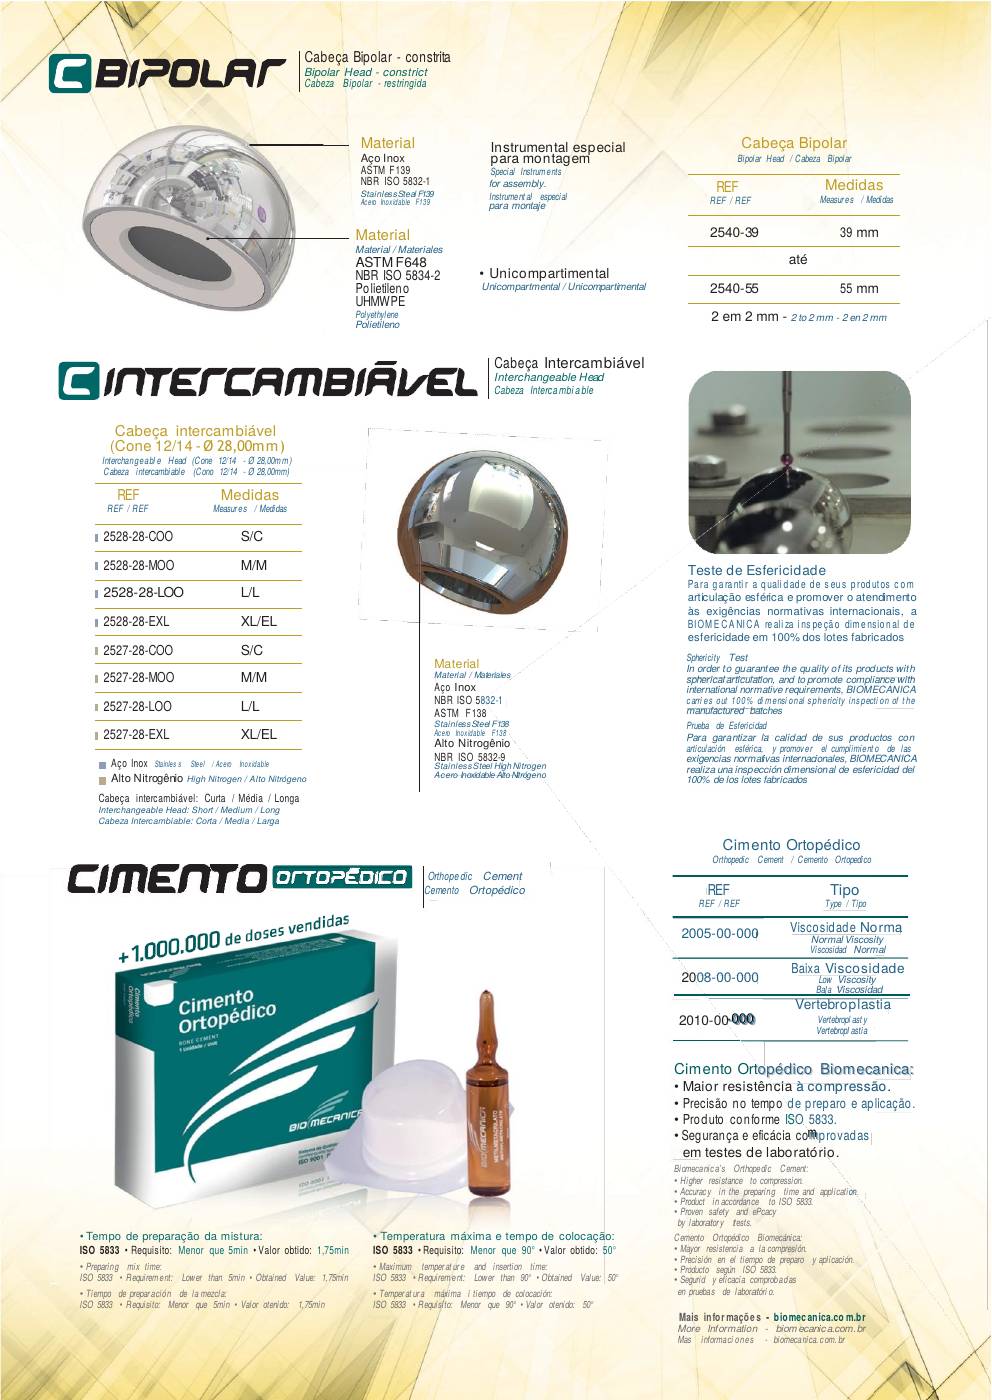 C BIPOLAR
Cabeça Bipolar - constrita
Bipolar Head - constrict
Cabeza Bipolar - restringida
Material
Aço Inox
ASTM F139
NBR ISO 5832-1
Stainless Steel F139
Acero Inoxidable F139
Material
Material / Materiales
ASTM F648
NBR ISO 5834-2
Polietileno
UHMWPE
Polyethylene
Polietileno
Instrumental especial
para montagem
Special Instruments
for assembly.
Instrumental especial
para montaje
• Unicompartimental
Unicompartmental / Unicompartimental
Cabeça Bipolar
Bipolar Head / Cabeza Bipolar
REF Medidas
REF / REF Measures / Medidas
2540-39 39 mm
até
2540-55 55 mm
2 em 2 mm - 2 to 2 mm - 2 en 2 mm
C INTERCAMBIÁVEL
Cabeça Intercambiável
Interchangeable Head
Cabeza Intercambiable
Cabeça intercambiável
(Cone 12/14 - Ø 28,00mm)
Interchangeable Head (Cone 12/14 - Ø 28,00mm)
Cabeza intercambiable (Cono 12/14 - Ø 28,00mm)
REF Medidas
REF / REF Measures / Medidas
2528-28-COO S/C
2528-28-MOO M/M
2528-28-LOO L/L
2528-28-EXL XL/EL
2527-28-COO S/C
2527-28-MOO M/M
2527-28-LOO L/L
2527-28-EXL XL/EL
Aço Inox Stainless Steel / Acero Inoxidable
Alto Nitrogênio High Nitrogen / Alto Nitrógeno
Cabeça intercambiável: Curta / Média / Longa
Interchangeable Head: Short / Medium / Long
Cabeza Intercambiable: Corta / Media / Larga
Material
Material / Materiales
Aço Inox
NBR ISO 5832-1
ASTM F138
Stainless Steel F138
Acero Inoxidable F138
Alto Nitrogênio
NBR ISO 5832-9
Stainless Steel High Nitrogen
Acero Inoxidable Alto Nitrógeno
Teste de Esfericidade
Para garantir a qualidade de seus produtos com
articulação esférica e promover o atendimento
às exigências normativas internacionais, a
BIOMECANICA realiza inspeção dimensional de
esfericidade em 100% dos lotes fabricados
Sphericity Test
In order to guarantee the quality of its products with
spherical articulation, and to promote compliance with
international normative requirements, BIOMECANICA
carries out 100% dimensional sphericity inspection of the
manufactured batches
Prueba de Esfericidad
Para garantizar la calidad de sus productos con
articulación esférica, y promover el cumplimiento de las
exigencias normativas internacionales, BIOMECANICA
realiza una inspección dimensional de esfericidad del
100% de los lotes fabricados
CIMENTO ORTOPÉDICO
Orthopedic Cement
Cemento Ortopédico
+1.000.000 de doses vendidas
Cimento
Ortopédico
BONE CEMENT
1 Unidade / Unit
Cimento
Ortopédico
BIOMECANICA
BIOMECANICA
ISO 9001
BIOMECANICA
• Tempo de preparação da mistura:
ISO 5833 • Requisito: Menor que 5min • Valor obtido: 1,75min
• Preparing mix time:
ISO 5833 • Requirement: Lower than 5min • Obtained Value: 1,75min
• Tiempo de preparación de la mezcla:
ISO 5833 • Requisito: Menor que 5min • Valor otenido: 1,75min
• Temperatura máxima e tempo de colocação:
ISO 5833 • Requisito: Menor que 90° • Valor obtido: 50°
• Maximum temperature and insertion time:
ISO 5833 • Requirement: Lower than 90° • Obtained Value: 50°
• Temperatura máxima i tiempo de colocación:
ISO 5833 • Requisito: Menor que 90° • Valor otenido: 50°
Cimento Ortopédico
Orthopedic Cement / Cemento Ortopedico
REF Tipo
REF / REF Type / Tipo
2005-00-000 Viscosidade Norma
Normal Viscosity
Viscosidad Normal
2008-00-000 Baixa Viscosidade
Low Viscosity
Baja Viscosidad
2010-00-000 Vertebroplastia
Vertebroplasty
Vertebroplastia
Cimento Ortopédico Biomecanica:
• Maior resistência à compressão.
• Precisão no tempo de preparo e aplicação.
• Produto conforme ISO 5833.
• Segurança e eficácia comprovadas
em testes de laboratório.
Biomecanica's Orthopedic Cement:
• Higher resistance to compression.
• Accuracy in the preparing time and application.
• Product in accordance to ISO 5833.
• Proven safety and ePcacy
by laboratory tests.
Cemento Ortopédico Biomecánica:
• Mayor resistencia a la compresión.
• Precisión en el tiempo de preparo y aplicación.
• Producto según ISO 5833.
• Segurid y eficacia comprobadas
en pruebas de laboratório.
Mais informações - biomecanica.com.br
More Information - biomecanica.com.br
Mas informaciones - biomecanica.com.br